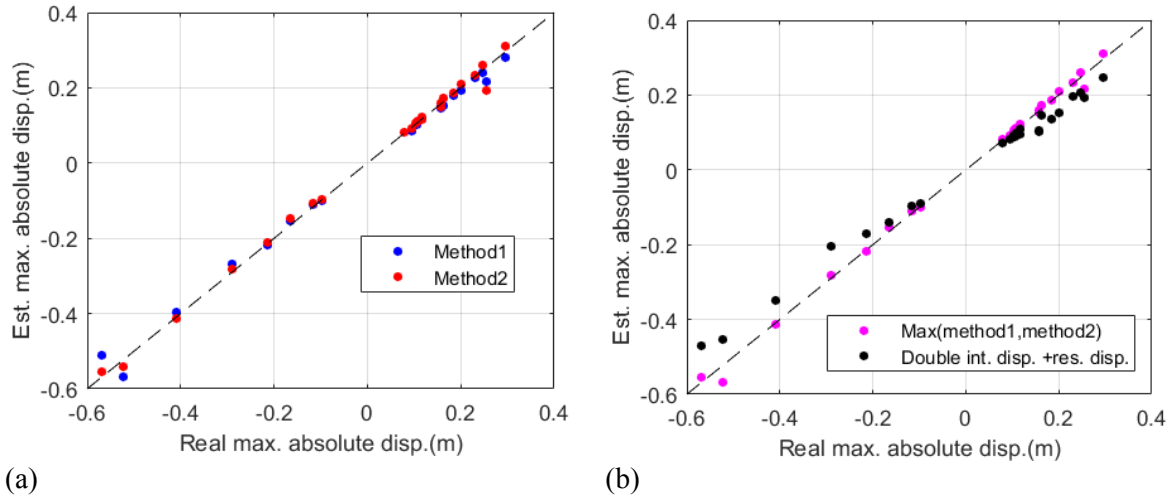 0.4
0.2
0
-0.2
-0.4
-0.6
Est. max. absolute disp.(m)
Method1
Method2
-0.6 -0.4 -0.2 0 0.2 0.4
Real max. absolute disp.(m)
(a)
0.4
0.2
0
-0.2
-0.4
-0.6
Est. max. absolute disp.(m)
Max(method1,method2)
Double int. disp. +res. disp.
-0.6 -0.4 -0.2 0 0.2 0.4
Real max. absolute disp.(m)
(b)